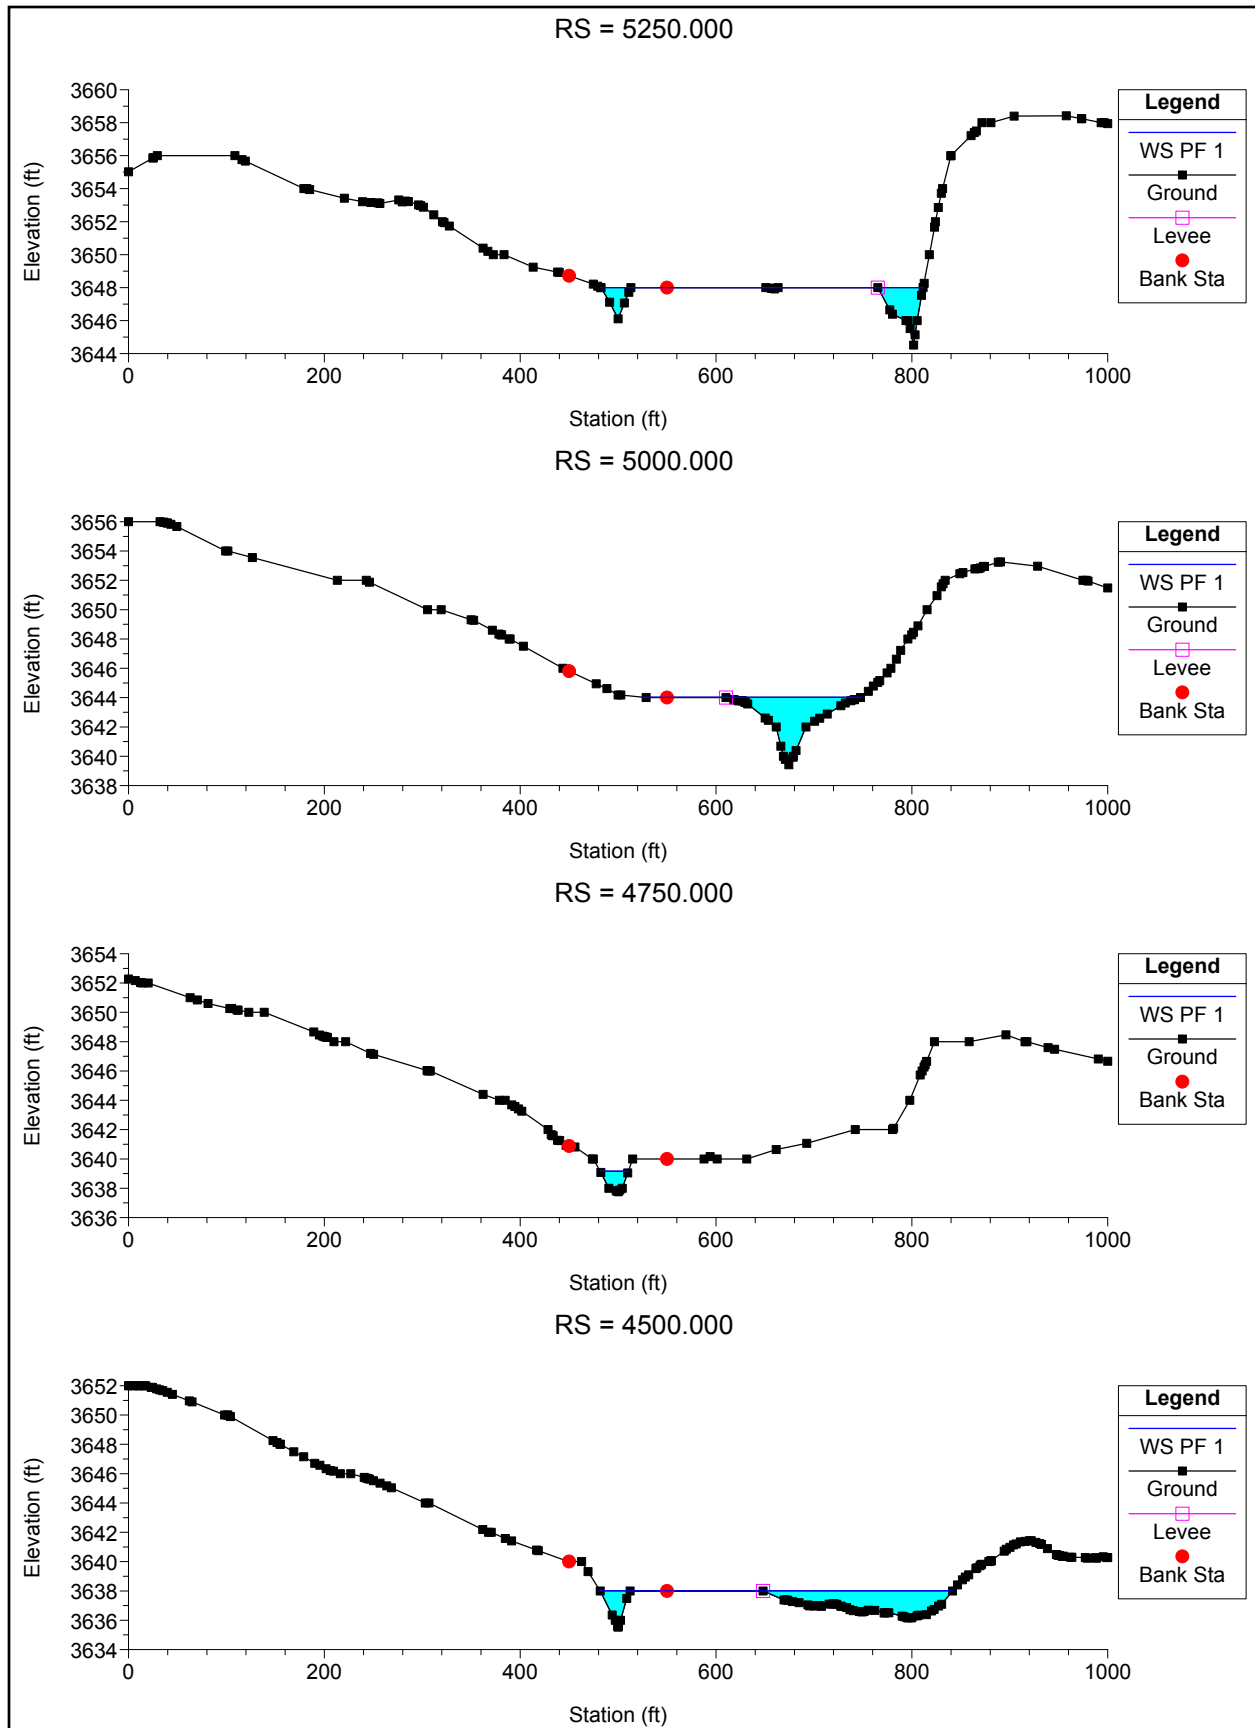 RS = 5250.000
3660
3658
3656
3654
3652
3650
3648
3646
3644
Elevation (ft)
0 200 400 600 800 1000
Station (ft)
Legend
WS PF 1
Ground
Levee
Bank Sta
RS = 5000.000
3656
3654
3652
3650
3648
3646
3644
3642
3640
3638
Elevation (ft)
0 200 400 600 800 1000
Station (ft)
Legend
WS PF 1
Ground
Levee
Bank Sta
RS = 4750.000
3654
3652
3650
3648
3646
3644
3642
3640
3638
3636
Elevation (ft)
0 200 400 600 800 1000
Station (ft)
Legend
WS PF 1
Ground
Bank Sta
RS = 4500.000
3652
3650
3648
3646
3644
3642
3640
3638
3636
3634
Elevation (ft)
0 200 400 600 800 1000
Station (ft)
Legend
WS PF 1
Ground
Levee
Bank Sta